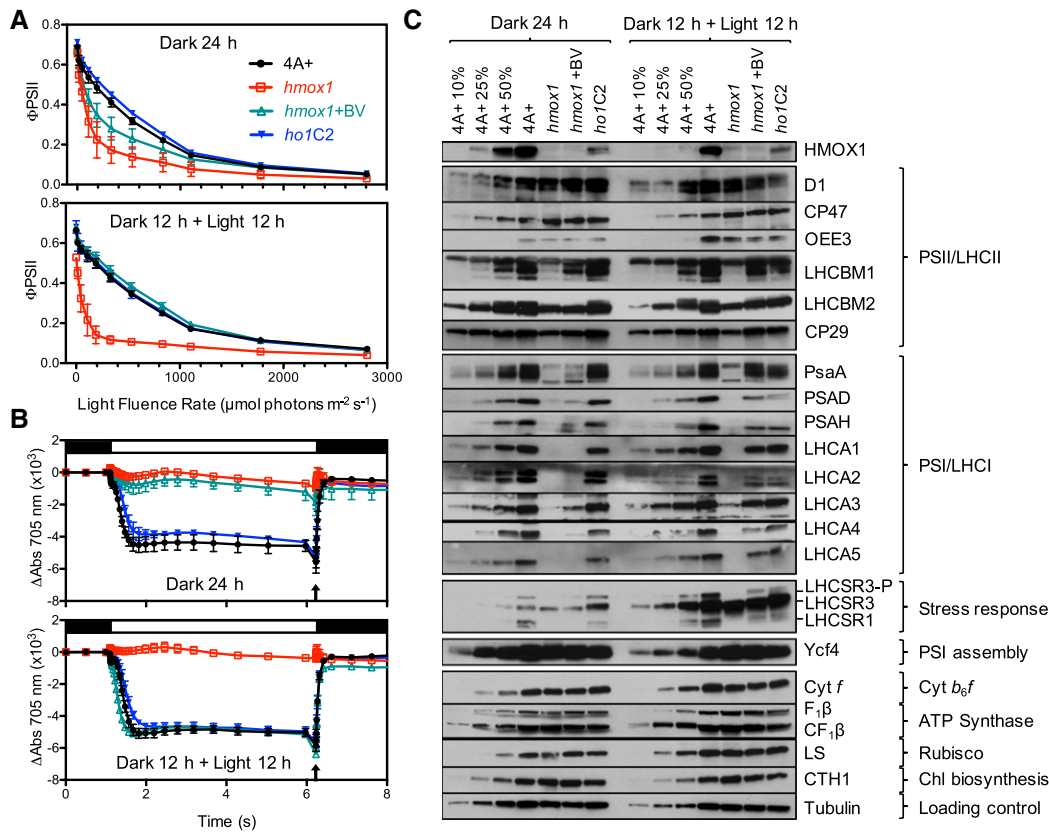 A
0.8
0.6
0.4
0.2
0.0
ΦPSII
Dark 24 h
4A+
hmox1
hmox1+BV
ho1C2
0.8
0.6
0.4
0.2
0.0
ΦPSII
Dark 12 h + Light 12 h
0 1000 2000 3000
Light Fluence Rate (µmol photons m-2 s-1)
B
2
0
-2
-4
-6
-8
ΔAbs 705 nm (x10³)
Dark 24 h
2
0
-2
-4
-6
-8
ΔAbs 705 nm (x10³)
Dark 12 h + Light 12 h
0 2 4 6 8
Time (s)
C
Dark 24 h
Dark 12 h + Light 12 h
4A+ 10%
4A+ 25%
4A+ 50%
4A+
hmox1
hmox1 +BV
ho1C2
4A+ 10%
4A+ 25%
4A+ 50%
4A+
hmox1
hmox1 +BV
ho1C2
HMOX1
D1
CP47
OEE3
LHCBM1
LHCBM2
CP29
PSII/LHCII
PsaA
PSAD
PSAH
LHCA1
LHCA2
LHCA3
LHCA4
LHCA5
PSI/LHCI
LHCSR3-P
LHCSR3
LHCSR1
Stress response
Ycf4
PSI assembly
Cyt f
Cyt b₆f
F₁β
CF₁β
ATP Synthase
LS
Rubisco
CTH1
Chl biosynthesis
Tubulin
Loading control